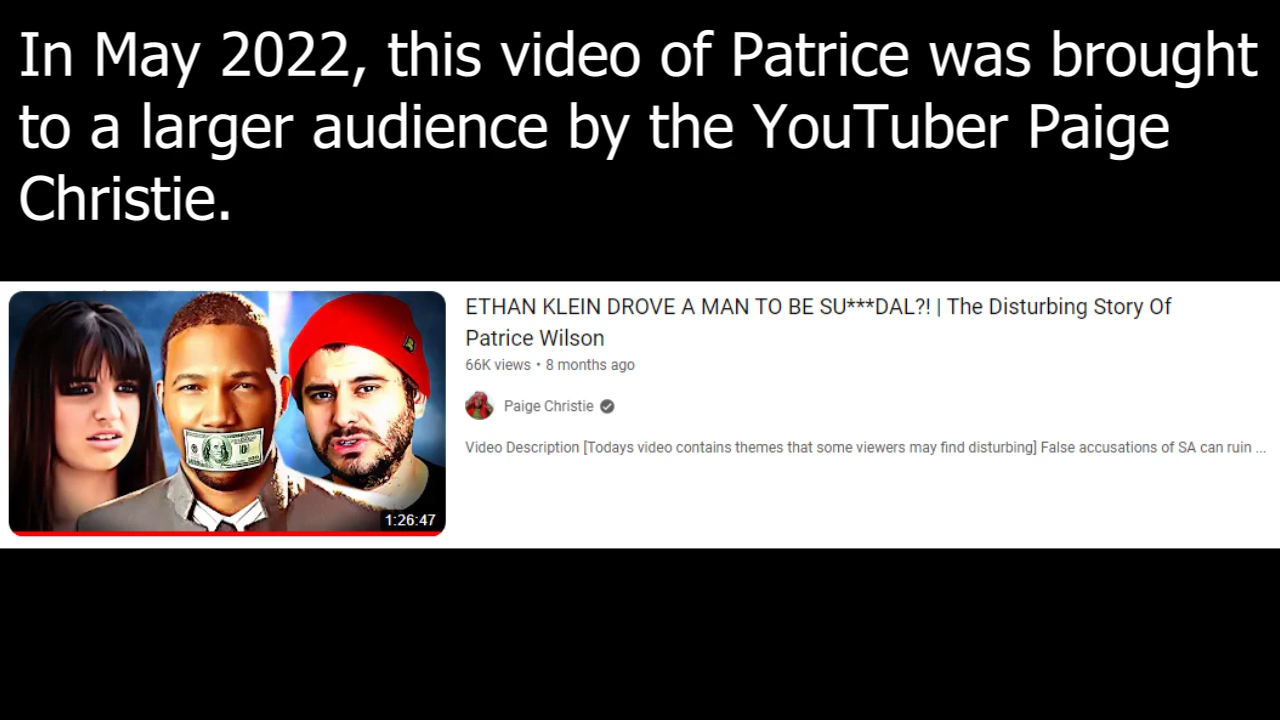 In May 2022, this video of Patrice was brought
to a larger audience by the YouTuber Paige
Christie.
ETHAN KLEIN DROVE A MAN TO BE SU***DAL?! | The Disturbing Story Of
Patrice Wilson
66K views • 8 months ago
Paige Christie
Video Description [Todays video contains themes that some viewers may find disturbing] False accusations of SA can ruin ...
1:26:47